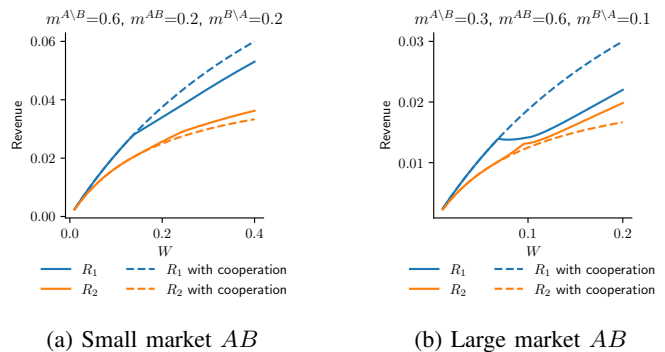 m^{A\B}=0.6, m^{AB}=0.2, m^{B\A}=0.2
0.06
0.04
0.02
0.00
Revenue
0.0
0.2
0.4
W
R_1
R_1 with cooperation
R_2
R_2 with cooperation
(a) Small market AB
m^{A\B}=0.3, m^{AB}=0.6, m^{B\A}=0.1
0.03
0.02
0.01
Revenue
0.1
0.2
W
R_1
R_1 with cooperation
R_2
R_2 with cooperation
(b) Large market AB